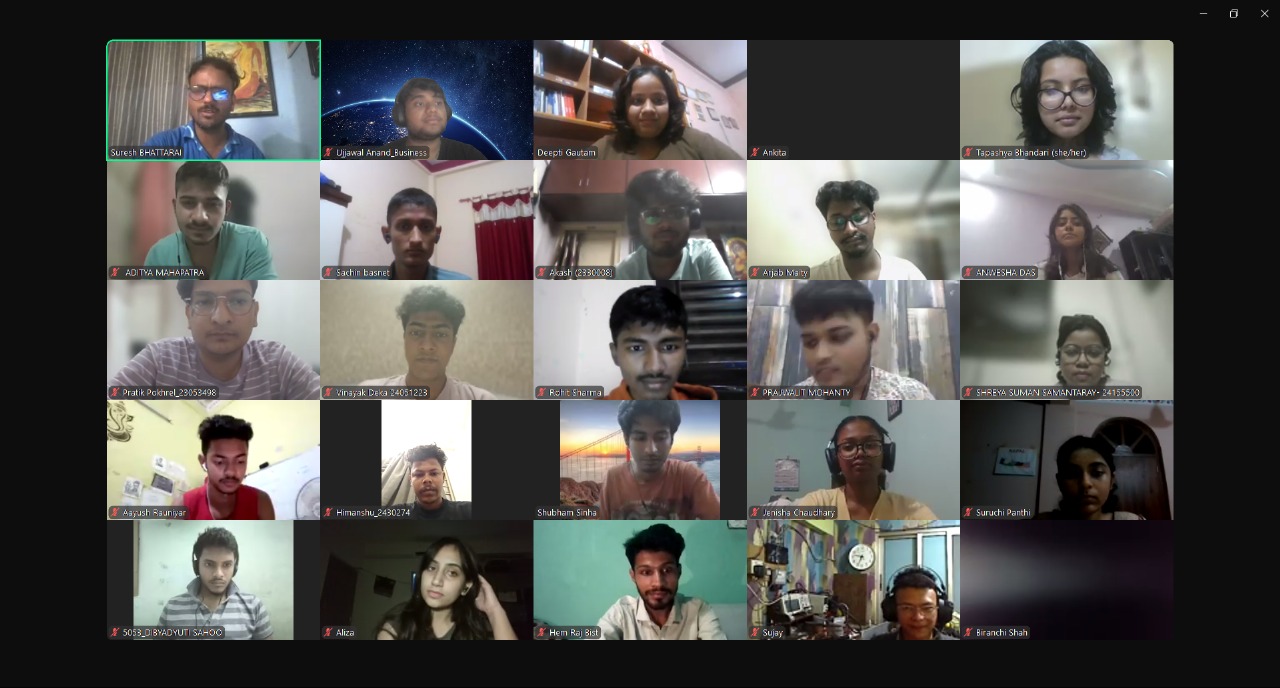 Suresh BHATTARAI
Ujjawal Anand_Business
Deepti Gautam
Ankita
Tapashya Bhandari (she/her)
ADITYA MAHAPATRA
Sachin basnet
Akash (2330008)
Arjab Maity
ANWESHA DAS
Pratik Pokhrel_23053498
Vinayak Deka 24051223
Rohit Sharma
PRAJWALIT MOHANTY
SHREYA SUMAN SAMANTARAY- 24155500
Aayush Rauniyar
Himanshu_2430274
Shubham Sinha
Jenisha Chaudhary
Suruchi Panthi
5053_DIBYADYUTI SAHOO
Aliza
Hem Raj Bist
Sujay
Biranchi Shah